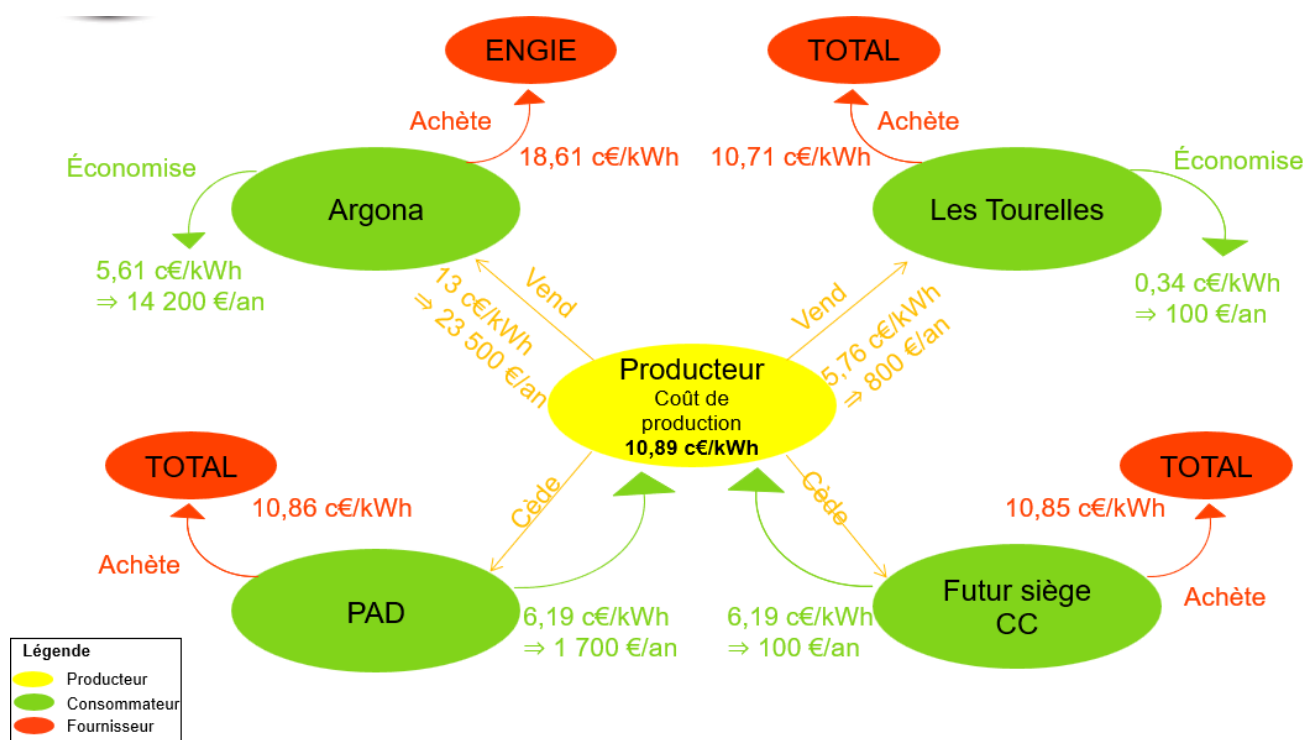 ENGIE
TOTAL
Achète
Achète
18,61 c€/kWh
10,71 c€/kWh
Économise
Économise
Argona
Les Tourelles
5,61 c€/kWh
⇒ 14 200 €/an
0,34 c€/kWh
⇒ 100 €/an
Vend
13 c€/kWh
⇒ 23 500 €/an
Vend
5,76 c€/kWh
⇒ 800 €/an
Producteur
Coût de
production
10,89 c€/kWh
TOTAL
TOTAL
10,86 c€/kWh
10,85 c€/kWh
Cède
Cède
Achète
Achète
PAD
Futur siège
CC
6,19 c€/kWh
⇒ 1 700 €/an
6,19 c€/kWh
⇒ 100 €/an
Légende
Producteur
Consommateur
Fournisseur